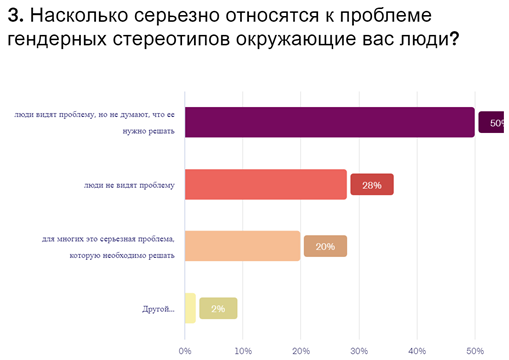 3. Насколько серьезно относятся к проблеме
гендерных стереотипов окружающие вас люди?
люди видят проблему, но не думают, что ее
нужно решать
50%
люди не видят проблему
28%
для многих это серьезная проблема,
которую необходимо решать
20%
Другой...
2%
0% 10% 20% 30% 40% 50%